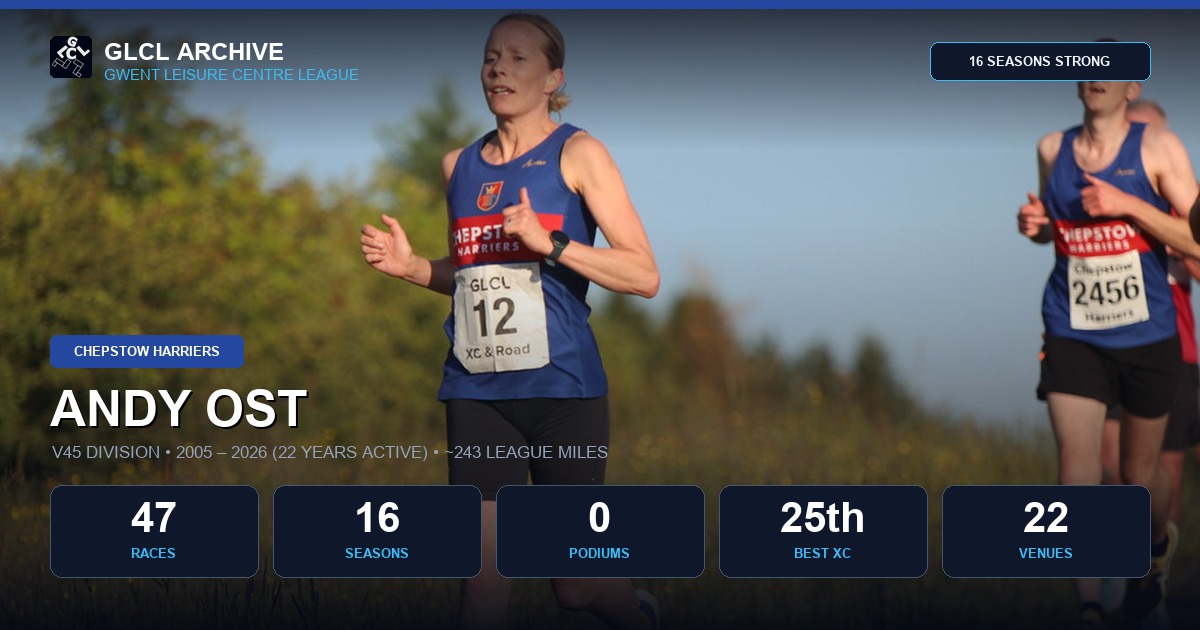 GLCL ARCHIVE
GWENT LEISURE CENTRE LEAGUE
16 SEASONS STRONG
CHEPSTOW
HARRIERS
GLCL
12
XC & Road
CHEPSTOW
HARRIERS
Chepstow
2456
Harriers
CHEPSTOW HARRIERS
ANDY OST
V45 DIVISION • 2005 – 2026 (22 YEARS ACTIVE) • ~243 LEAGUE MILES
47
RACES
16
SEASONS
0
PODIUMS
25th
BEST XC
22
VENUES